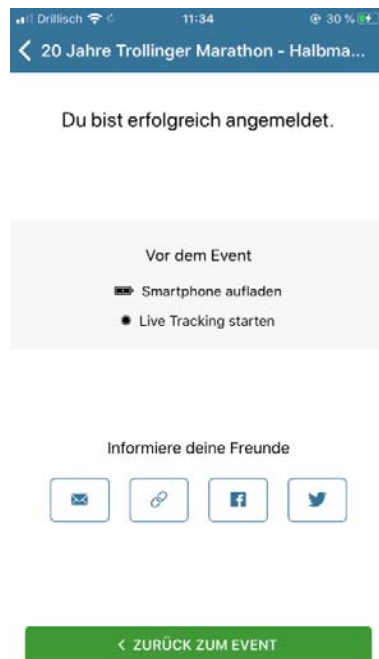 Drillisch 11:34 30 %
20 Jahre Trollinger Marathon - Halbma...
Du bist erfolgreich angemeldet.
Vor dem Event
Smartphone aufladen
Live Tracking starten
Informiere deine Freunde
< ZURÜCK ZUM EVENT